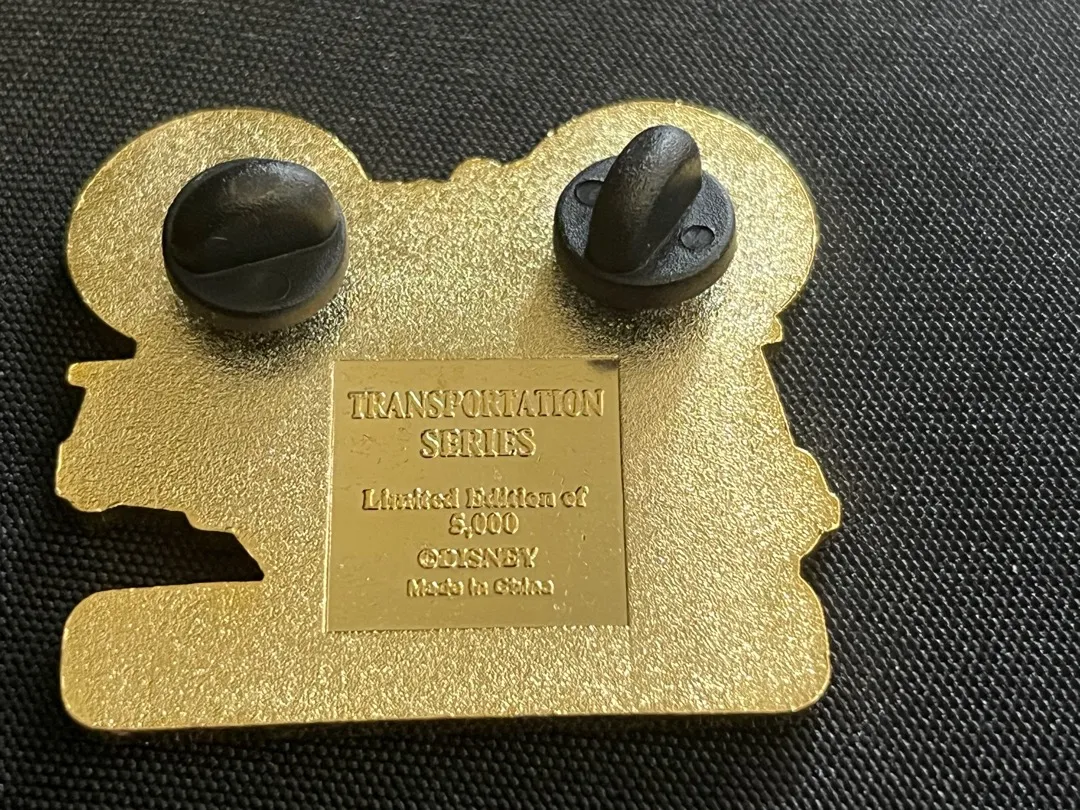 TRANSPORTATION
SERIES
Limited Edition of
5,000
©DISNEY
Made in China